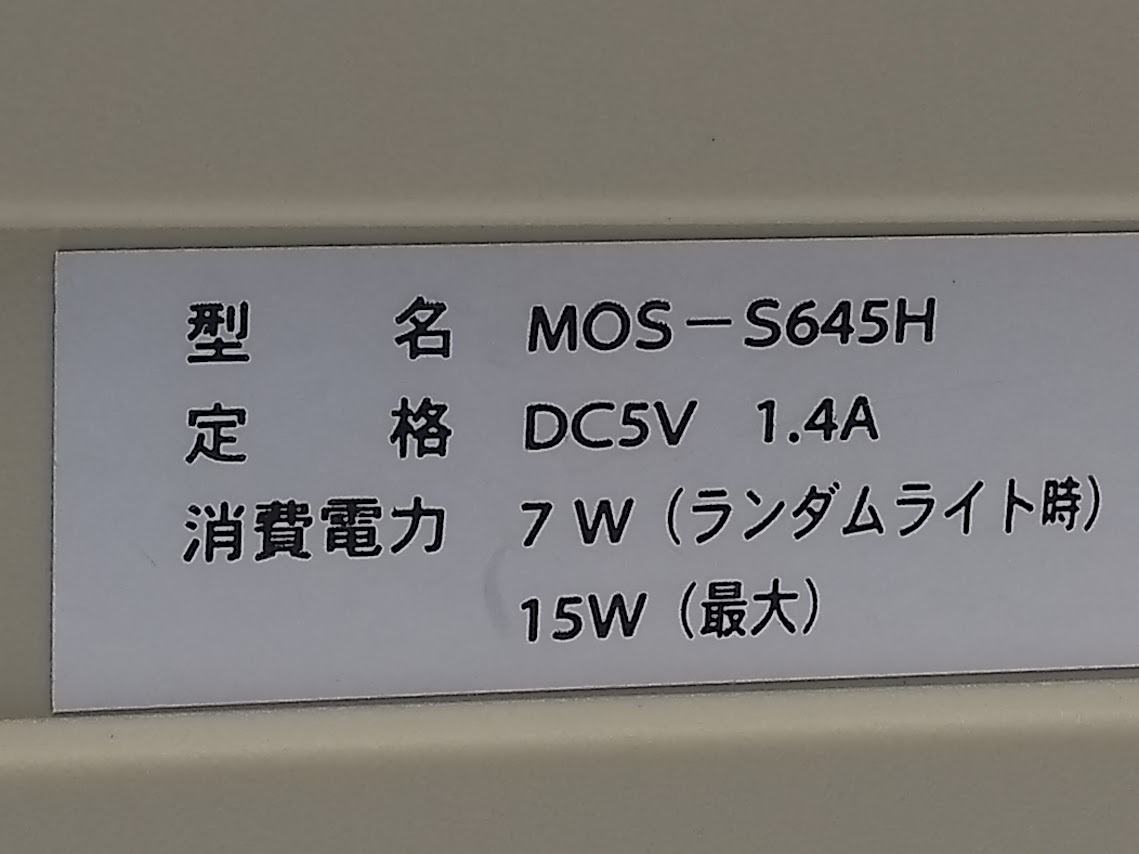 型名 MOS－S645H
定格 DC5V 1.4A
消費電力 7W（ランダムライト時）
15W（最大）